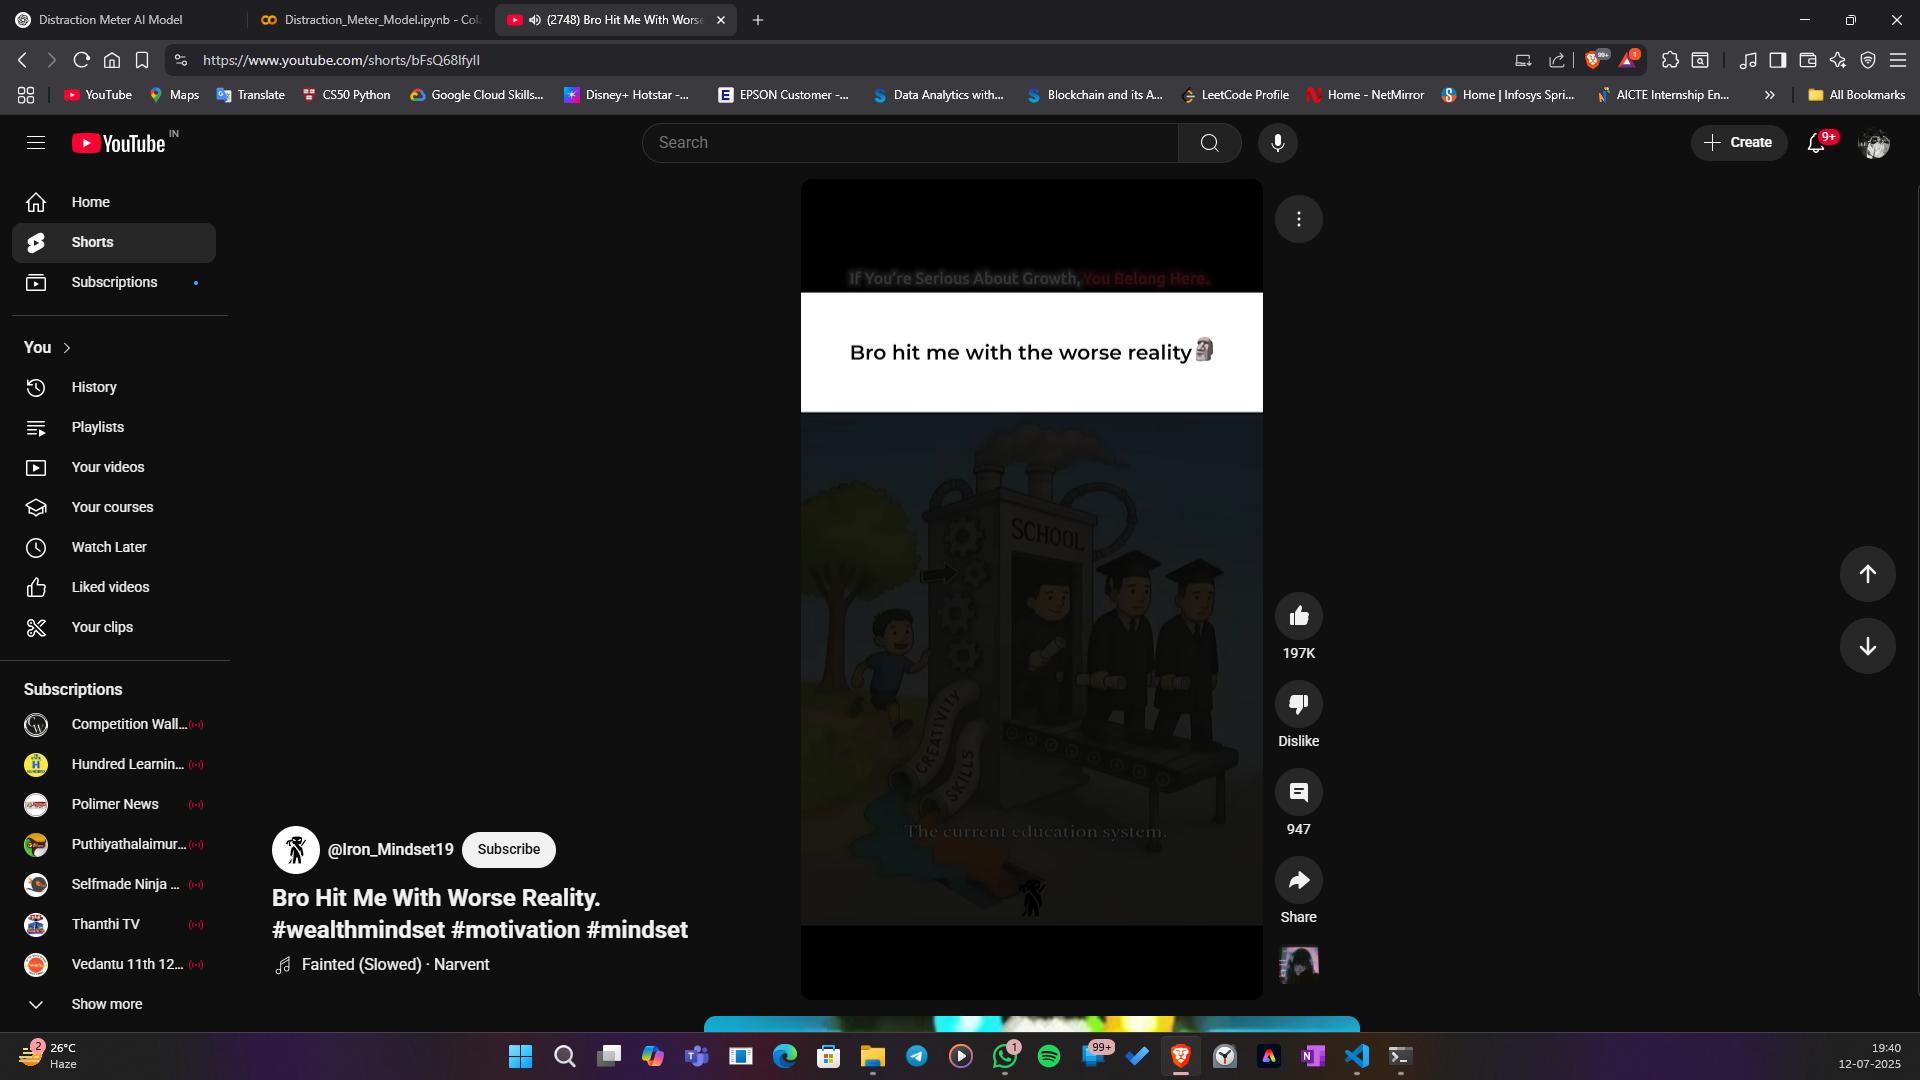 Distraction Meter AI Model
Distraction_Meter_Model.ipynb - Col
(2748) Bro Hit Me With Worse
https://www.youtube.com/shorts/bFsQ68IfyII
99+
1
YouTube
Maps
Translate
CS50 Python
Google Cloud Skills...
Disney+ Hotstar -...
EPSON Customer -...
Data Analytics with...
Blockchain and its A...
LeetCode Profile
Home - NetMirror
Home | Infosys Spri...
AICTE Internship En...
All Bookmarks
YouTube IN
Search
Create
9+
Home
Shorts
Subscriptions
You
History
Playlists
Your videos
Your courses
Watch Later
Liked videos
Your clips
Subscriptions
Competition Wall...
Hundred Learnin...
Polimer News
Puthiyathalaimur...
Selfmade Ninja ...
Thanthi TV
Vedantu 11th 12...
Show more
If You're Serious About Growth, You Belong Here.
Bro hit me with the worse reality🗿
SCHOOL
CREATIVITY
SKILLS
The current education system.
@Iron_Mindset19
Subscribe
Bro Hit Me With Worse Reality.
#wealthmindset #motivation #mindset
Fainted (Slowed) · Narvent
197K
Dislike
947
Share
2
26°C
Haze
1
99+
19:40
12-07-2025